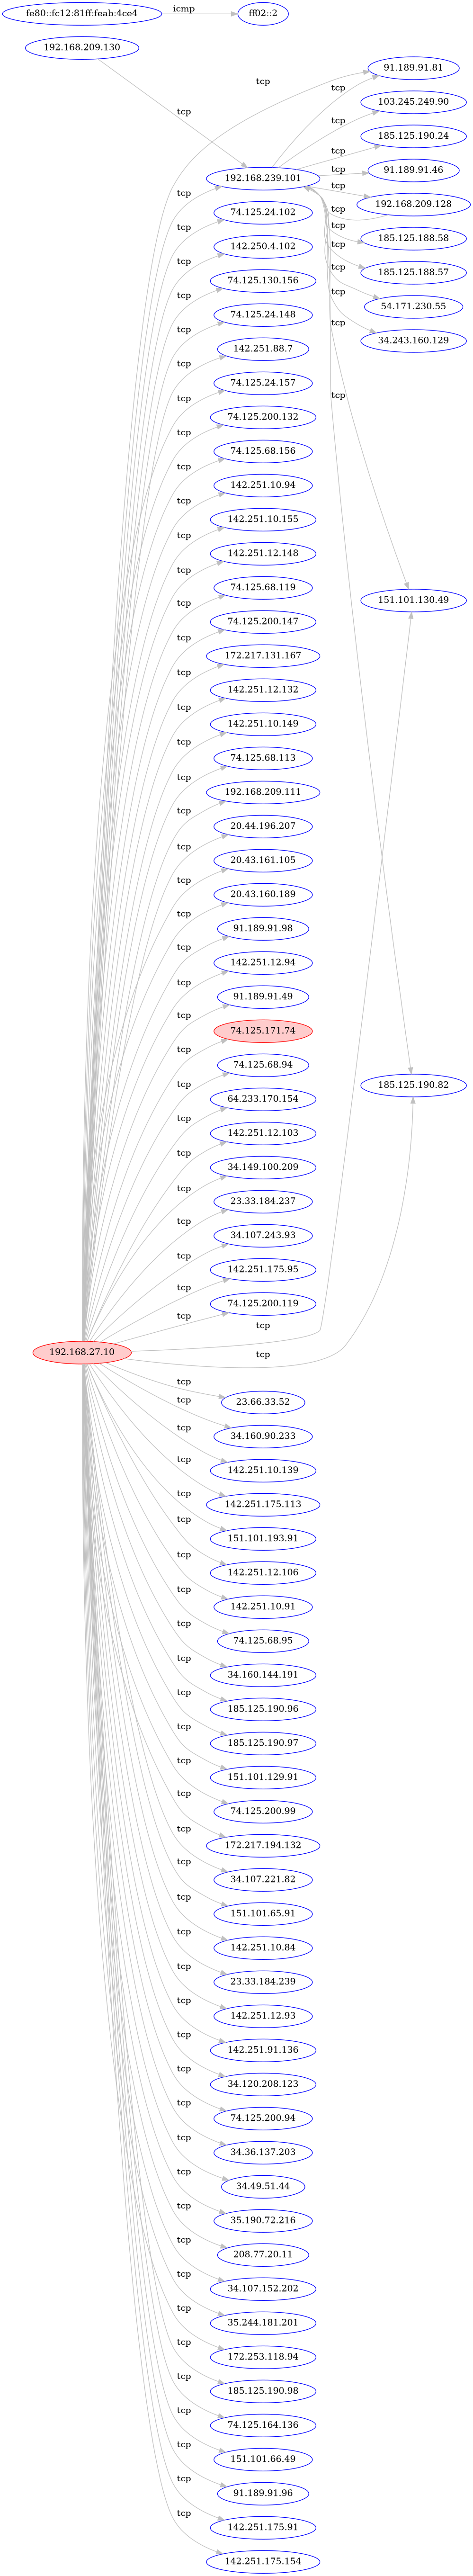 fe80::fc12:81ff:feab:4ce4
icmp
ff02::2
192.168.209.130
tcp
tcp
91.189.91.81
tcp
103.245.249.90
tcp
185.125.190.24
tcp
91.189.91.46
tcp
192.168.239.101
tcp
tcp
192.168.209.128
tcp
74.125.24.102
tcp
185.125.188.58
tcp
142.250.4.102
tcp
185.125.188.57
tcp
74.125.130.156
tcp
54.171.230.55
tcp
74.125.24.148
tcp
34.243.160.129
tcp
142.251.88.7
tcp
74.125.24.157
tcp
tcp
74.125.200.132
tcp
74.125.68.156
tcp
142.251.10.94
tcp
142.251.10.155
tcp
142.251.12.148
tcp
74.125.68.119
151.101.130.49
tcp
74.125.200.147
tcp
172.217.131.167
tcp
142.251.12.132
tcp
142.251.10.149
tcp
74.125.68.113
tcp
192.168.209.111
tcp
20.44.196.207
tcp
20.43.161.105
tcp
20.43.160.189
tcp
91.189.91.98
tcp
142.251.12.94
tcp
91.189.91.49
tcp
74.125.171.74
tcp
74.125.68.94
185.125.190.82
tcp
64.233.170.154
tcp
142.251.12.103
tcp
34.149.100.209
tcp
23.33.184.237
tcp
34.107.243.93
tcp
142.251.175.95
tcp
74.125.200.119
tcp
tcp
192.168.27.10
tcp
tcp
23.66.33.52
tcp
34.160.90.233
tcp
142.251.10.139
tcp
142.251.175.113
tcp
151.101.193.91
tcp
142.251.12.106
tcp
142.251.10.91
tcp
74.125.68.95
tcp
34.160.144.191
tcp
185.125.190.96
tcp
185.125.190.97
tcp
151.101.129.91
tcp
74.125.200.99
tcp
172.217.194.132
tcp
34.107.221.82
tcp
151.101.65.91
tcp
142.251.10.84
tcp
23.33.184.239
tcp
142.251.12.93
tcp
142.251.91.136
tcp
34.120.208.123
tcp
74.125.200.94
tcp
34.36.137.203
tcp
34.49.51.44
tcp
35.190.72.216
tcp
208.77.20.11
tcp
34.107.152.202
tcp
35.244.181.201
tcp
172.253.118.94
tcp
185.125.190.98
tcp
74.125.164.136
tcp
151.101.66.49
tcp
91.189.91.96
tcp
142.251.175.91
tcp
142.251.175.154